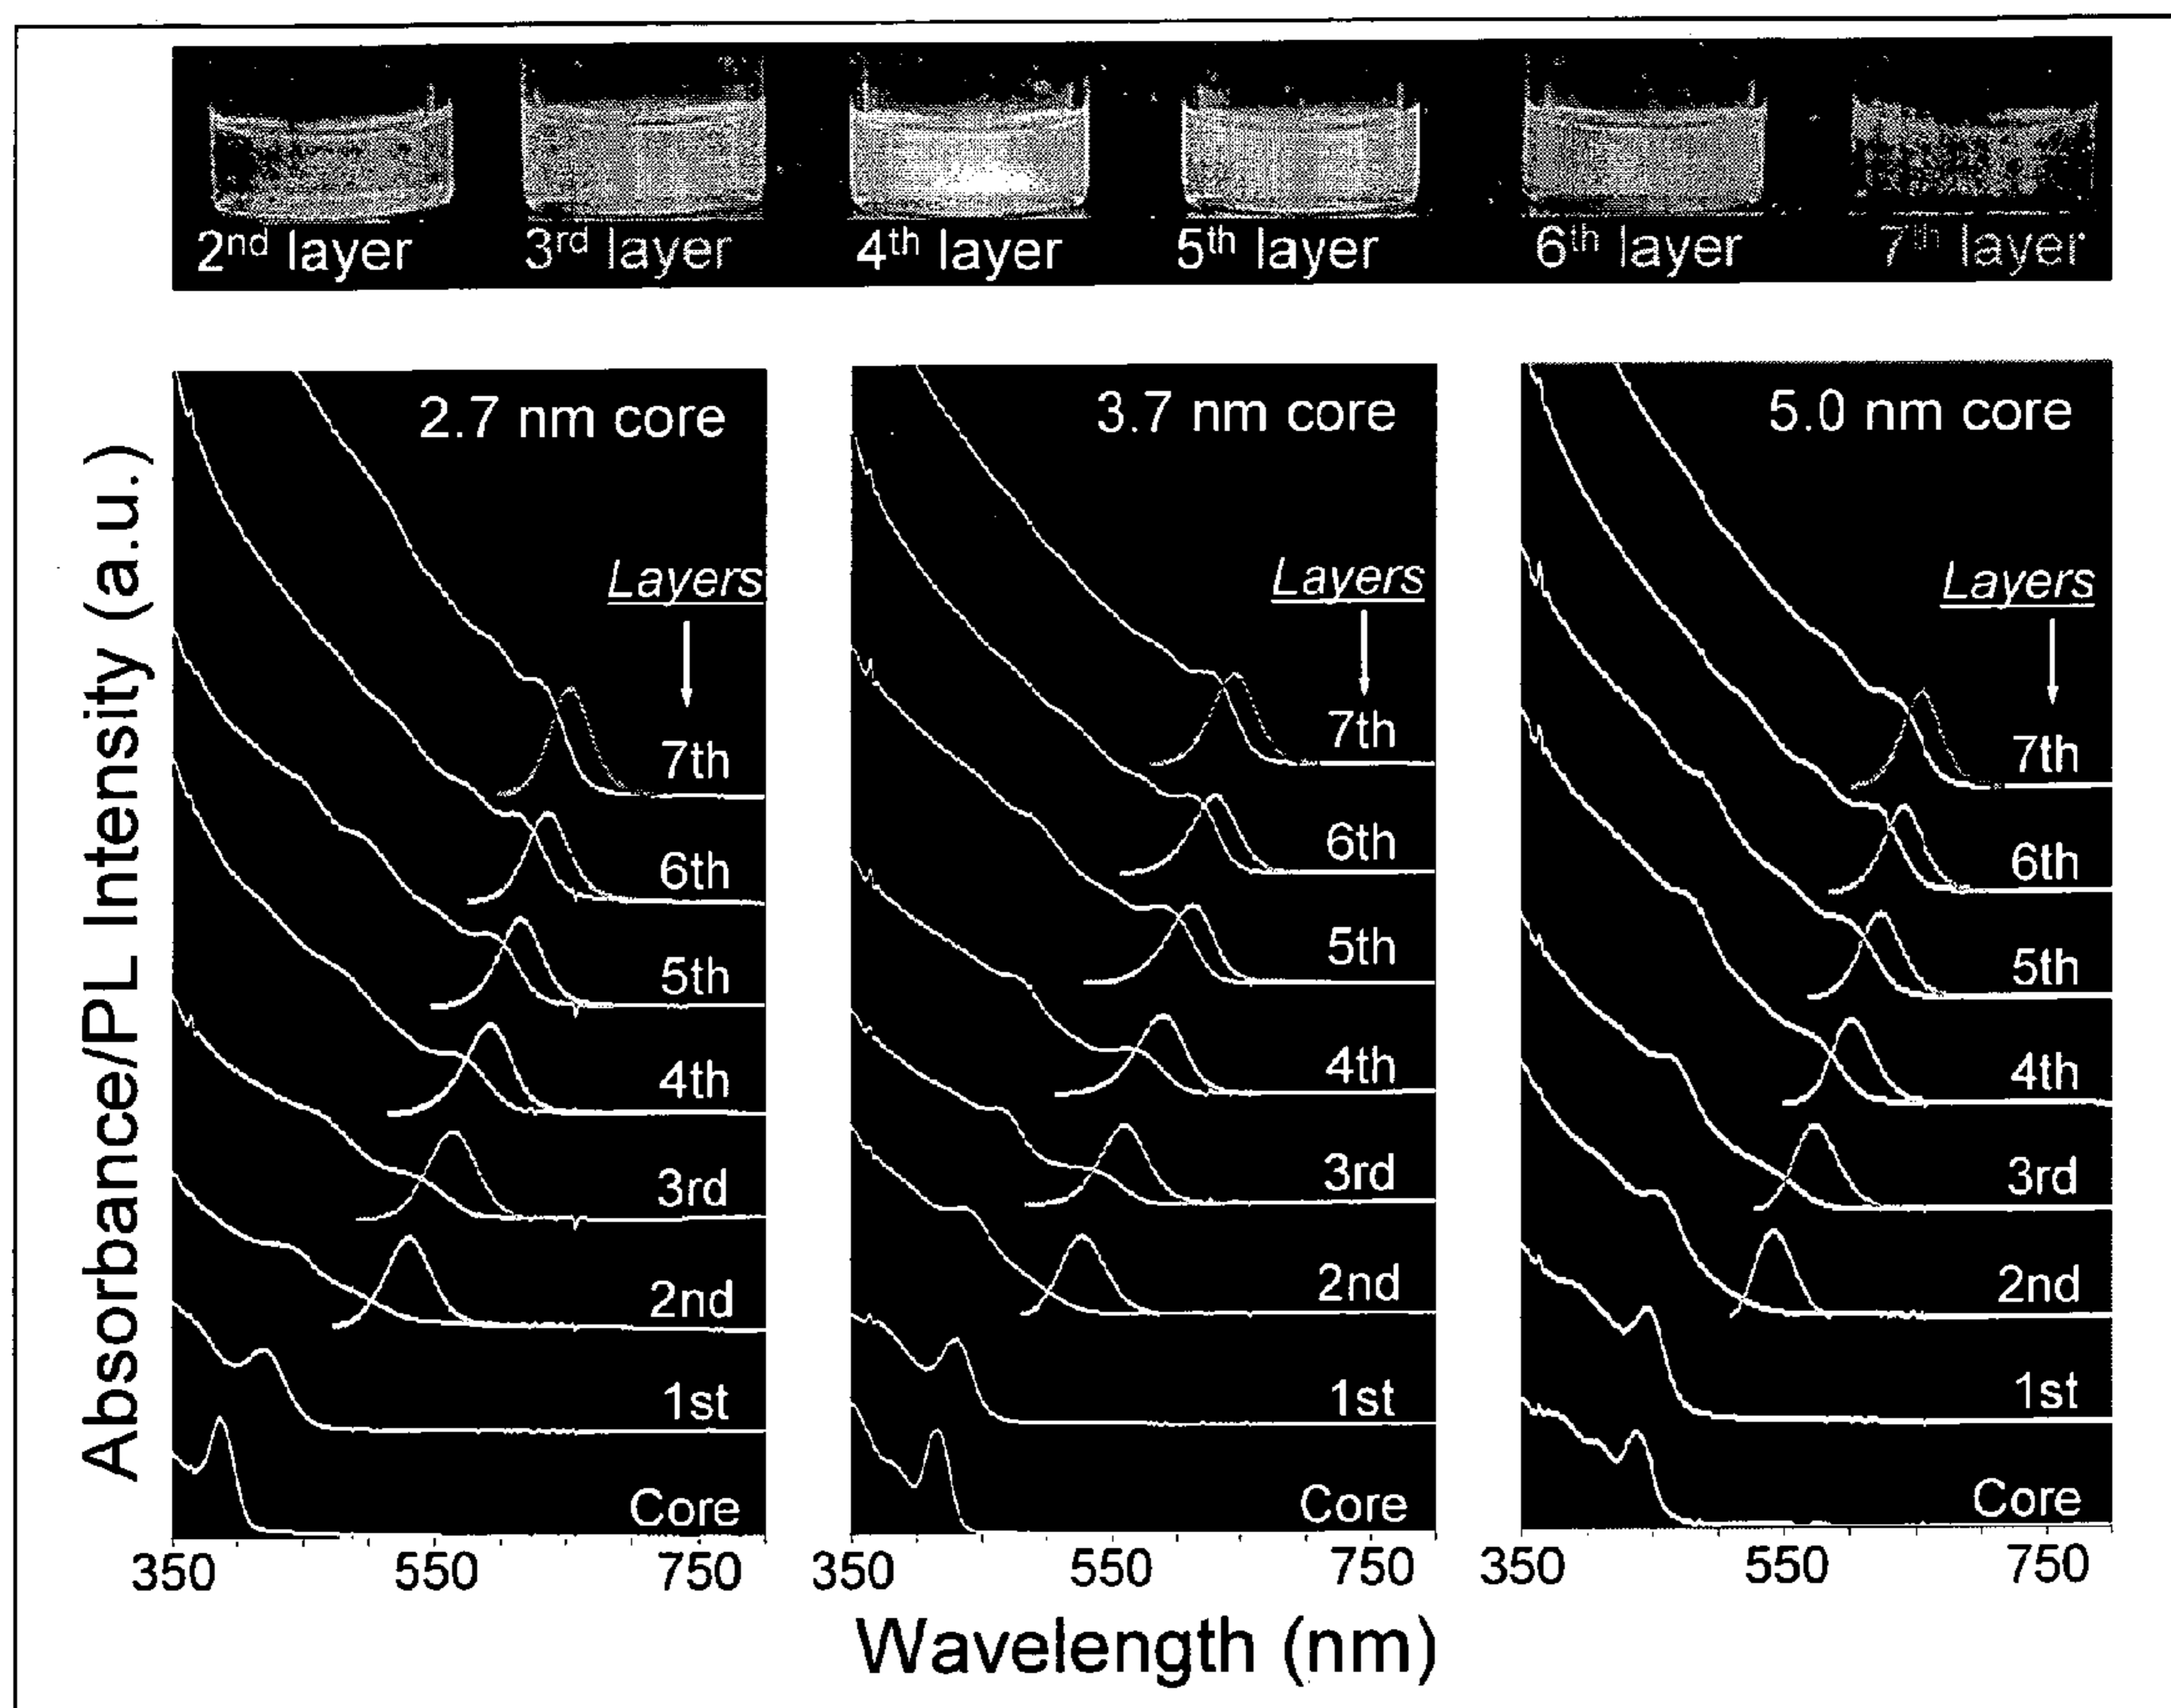 2nd layer 3rd layer 4th layer 5th layer 6th layer 7th layer
Absorbance/PL Intensity (a.u.)
2.7 nm core
Layers
7th
6th
5th
4th
3rd
2nd
1st
Core
350 550 750
3.7 nm core
Layers
7th
6th
5th
4th
3rd
2nd
1st
Core
350 550 750
5.0 nm core
Layers
7th
6th
5th
4th
3rd
2nd
1st
Core
350 550 750
Wavelength (nm)